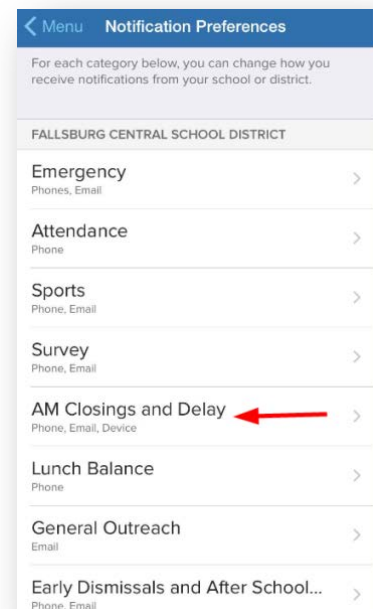 Menu Notification Preferences
For each category below, you can change how you
receive notifications from your school or district.
FALLSBURG CENTRAL SCHOOL DISTRICT
Emergency
Phones, Email
Attendance
Phone
Sports
Phone, Email
Survey
Phone, Email
AM Closings and Delay
Phone, Email, Device
Lunch Balance
Phone
General Outreach
Email
Early Dismissals and After School...
Phone, Email